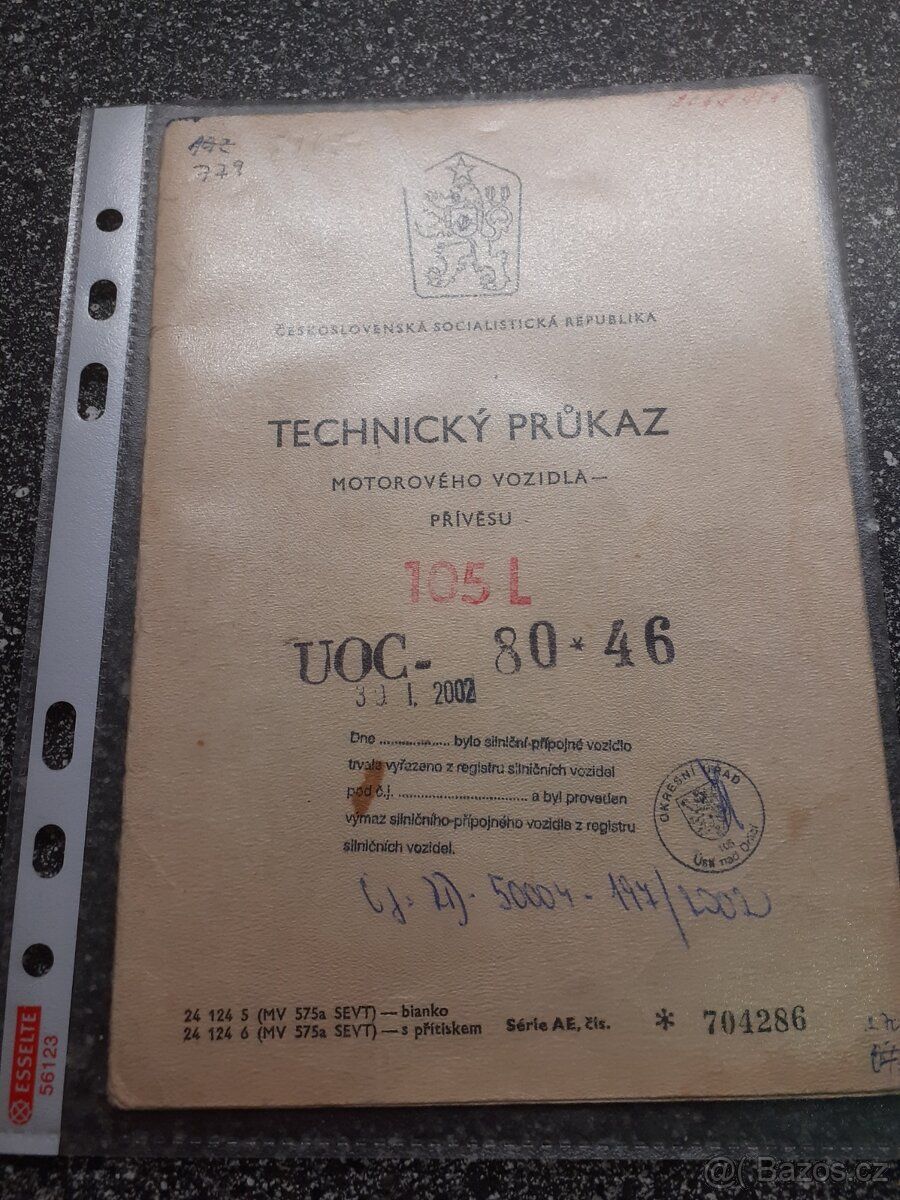 779
ČESKOSLOVENSKÁ SOCIALISTICKÁ REPUBLIKA
TECHNICKÝ PRŮKAZ
MOTOROVÉHO VOZIDLA —
PŘÍVĚSU
105 L
UOC- 80 * 46
30 1. 2002
Dne .................. bylo silniční-přípojné vozidlo
trvale vyřazeno z registru silničních vozidel
pod č.j. ................................ a byl proveden
výmaz silničního-přípojného vozidla z registru
silničních vozidel.
OKRESNÍ ÚŘAD
Ústí nad Orlicí
50004 - 197/2002
24 124 5 (MV 575a SEVT) — bianko
24 124 6 (MV 575a SEVT) — s přítiskem
Série AE, čís. * 704286
ESSELTE
56123
@( Bazos.cz